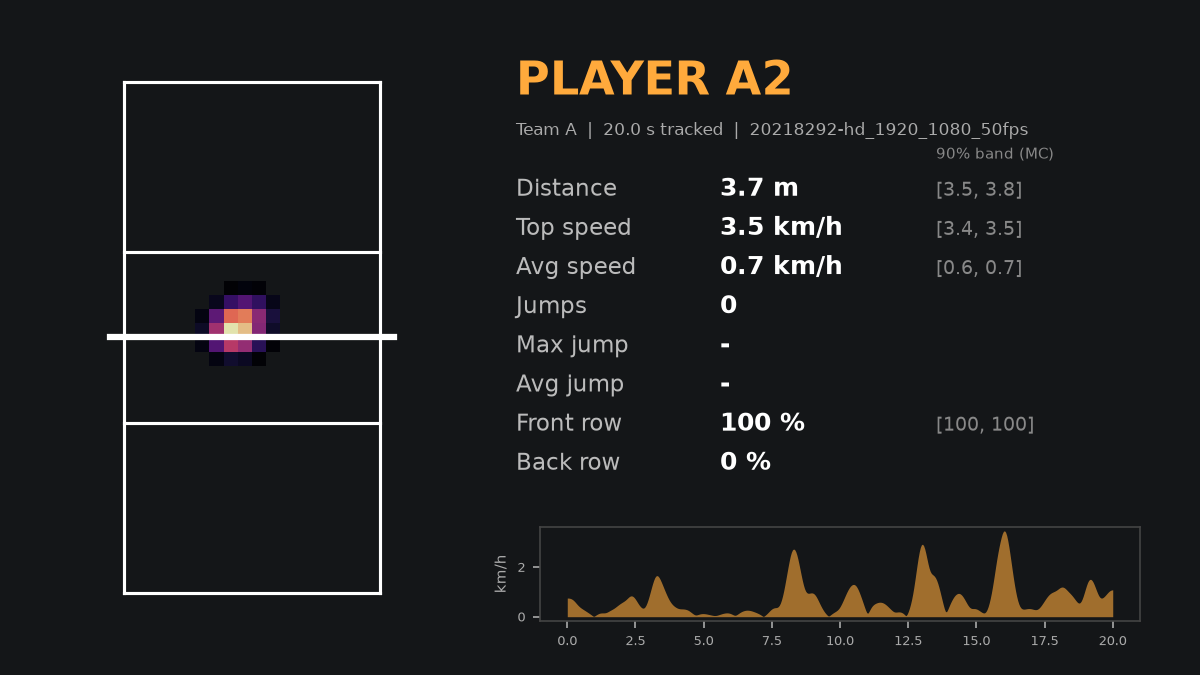 PLAYER A2
Team A | 20.0 s tracked | 20218292-hd_1920_1080_50fps
90% band (MC)
Distance 3.7 m [3.5, 3.8]
Top speed 3.5 km/h [3.4, 3.5]
Avg speed 0.7 km/h [0.6, 0.7]
Jumps 0
Max jump -
Avg jump -
Front row 100 % [100, 100]
Back row 0 %
km/h
2
0
0.0 2.5 5.0 7.5 10.0 12.5 15.0 17.5 20.0